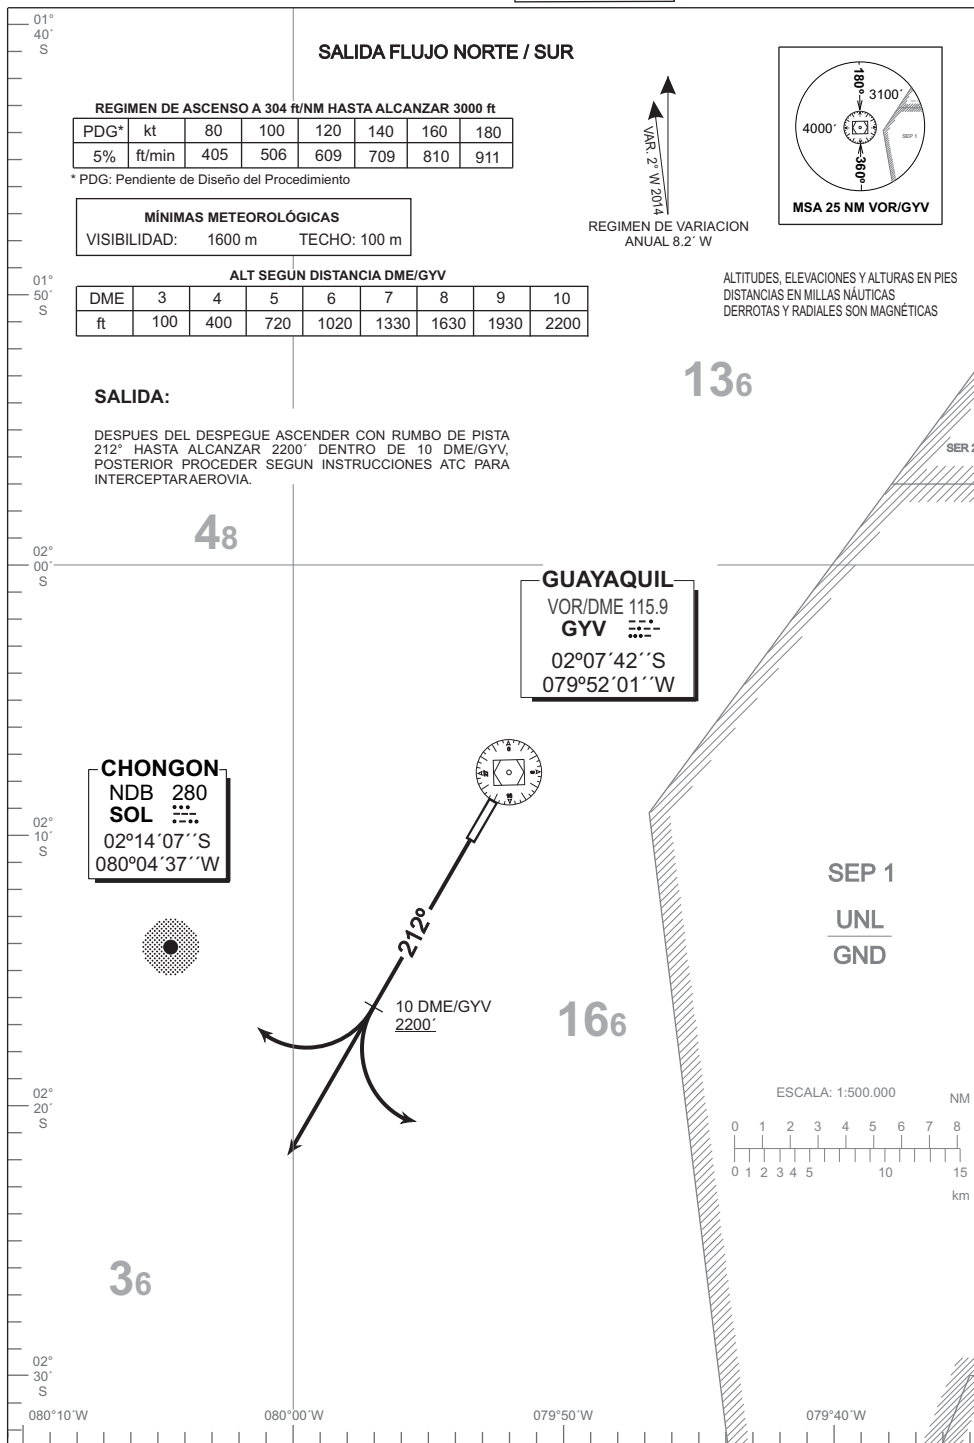 01°
40´
S
SALIDA FLUJO NORTE / SUR
REGIMEN DE ASCENSO A 304 ft/NM HASTA ALCANZAR 3000 ft
PDG* kt 80 100 120 140 160 180
5% ft/min 405 506 609 709 810 911
* PDG: Pendiente de Diseño del Procedimiento
MÍNIMAS METEOROLÓGICAS
VISIBILIDAD: 1600 m TECHO: 100 m
VAR. 2° W 2014
REGIMEN DE VARIACION
ANUAL 8.2´ W
180º
3100´
4000´
SEP 1
360º
MSA 25 NM VOR/GYV
01°
50´
S
ALT SEGUN DISTANCIA DME/GYV
DME 3 4 5 6 7 8 9 10
ft 100 400 720 1020 1330 1630 1930 2200
ALTITUDES, ELEVACIONES Y ALTURAS EN PIES
DISTANCIAS EN MILLAS NÁUTICAS
DERROTAS Y RADIALES SON MAGNÉTICAS
136
SALIDA:
DESPUES DEL DESPEGUE ASCENDER CON RUMBO DE PISTA
212° HASTA ALCANZAR 2200´ DENTRO DE 10 DME/GYV,
POSTERIOR PROCEDER SEGUN INSTRUCCIONES ATC PARA
INTERCEPTARAEROVIA.
SER 2
48
02°
00´
S
GUAYAQUIL
VOR/DME 115.9
GYV
02º07´42´´S
079º52´01´´W
CHONGON
NDB 280
SOL
02º14´07´´S
080º04´37´´W
02°
10´
S
SEP 1
UNL
GND
212º
10 DME/GYV
2200´
166
02°
20´
S
ESCALA: 1:500.000
NM
0 1 2 3 4 5 6 7 8
0 1 2 3 4 5 10 15
km
36
02°
30´
S
080°10´W 080°00´W 079°50´W 079°40´W